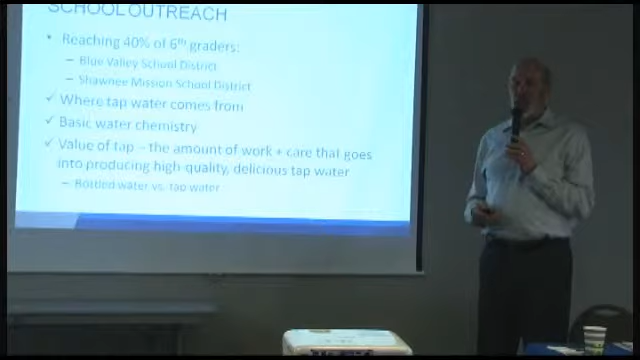 SCHOOL OUTREACH
• Reaching 40% of 6th graders:
– Blue Valley School District
– Shawnee Mission School District
✓ Where tap water comes from
✓ Basic water chemistry
✓ Value of tap – the amount of work + care that goes
into producing high-quality, delicious tap water
– Bottled water vs. tap water